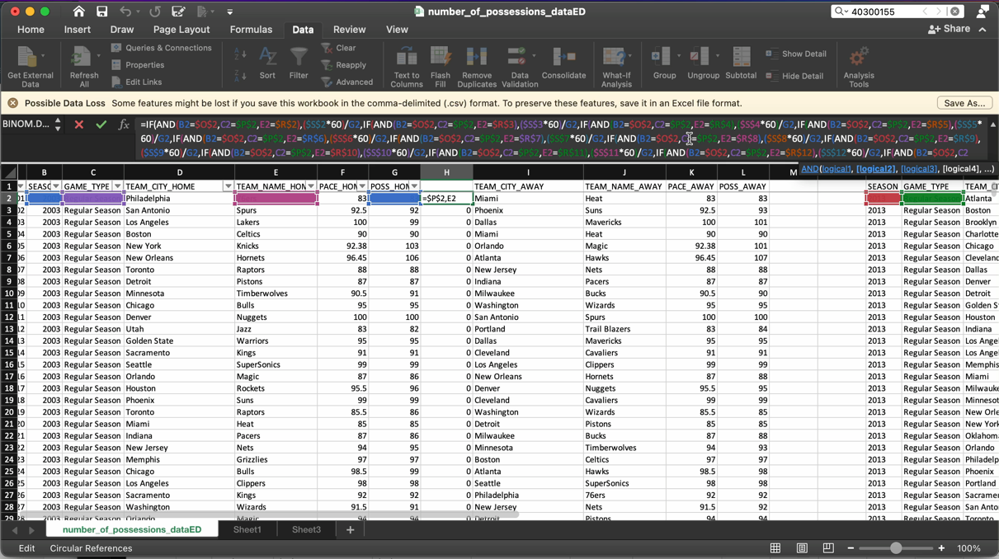 number_of_possessions_dataED
40300155
Home Insert Draw Page Layout Formulas Data Review View Share
Get External Data
Refresh All
Queries & Connections
Properties
Edit Links
Sort
Filter
Clear
Reapply
Advanced
Text to Columns
Flash Fill
Remove Duplicates
Data Validation
Consolidate
What-If Analysis
Group
Ungroup
Subtotal
Show Detail
Hide Detail
Analysis Tools
Possible Data Loss Some features might be lost if you save this workbook in the comma-delimited (.csv) format. To preserve these features, save it in an Excel file format. Save As...
BINOM.D... fx =IF(AND(B2=$O$2,C2=$P$2,E2=$R$2),($S$2*60)/G2,IF(AND(B2=$O$2,C2=$P$2,E2=$R$3),($S$3*60)/G2,IF(AND(B2=$O$2,C2=$P$2,E2=$R$4),($S$4*60)/G2,IF(AND(B2=$O$2,C2=$P$2,E2=$R$5),($S$5*
60)/G2,IF(AND(B2=$O$2,C2=$P$2,E2=$R$6),($S$6*60)/G2,IF(AND(B2=$O$2,C2=$P$2,E2=$R$7),($S$7*60)/G2,IF(AND(B2=$O$2,C2=$P$2,E2=$R$8),($S$8*60)/G2,IF(AND(B2=$O$2,C2=$P$2,E2=$R$9),
($S$9*60)/G2,IF(AND(B2=$O$2,C2=$P$2,E2=$R$10),($S$10*60)/G2,IF(AND(B2=$O$2,C2=$P$2,E2=$R$11),($S$11*60)/G2,IF(AND(B2=$O$2,C2=$P$2,E2=$R$12),($S$12*60)/G2,IF(AND(B2=$O$2,C2
AND(logical1, [logical2], [logical3], [logical4], ...)
B C D E F G H I J K L M
1 SEASC GAME_TYPE TEAM_CITY_HOME TEAM_NAME_HON PACE_HON POSS_HON TEAM_CITY_AWAY TEAM_NAME_AWAY PACE_AWAY POSS_AWAY SEASON GAME_TYPE TEAM_CI
2 Philadelphia 83 =$P$2,E2 Miami Heat 83 83 Atlanta
3 02 2003 Regular Season San Antonio Spurs 92.5 92 0 Phoenix Suns 92.5 93 2013 Regular Season Boston
4 03 2003 Regular Season Los Angeles Lakers 100 99 0 Dallas Mavericks 100 101 2013 Regular Season Brooklyn
5 04 2003 Regular Season Boston Celtics 90 90 0 Miami Heat 90 90 2013 Regular Season Charlotte
6 05 2003 Regular Season New York Knicks 92.38 103 0 Orlando Magic 92.38 101 2013 Regular Season Chicago
7 06 2003 Regular Season New Orleans Hornets 96.45 106 0 Atlanta Hawks 96.45 107 2013 Regular Season Cleveland
8 07 2003 Regular Season Toronto Raptors 88 88 0 New Jersey Nets 88 88 2013 Regular Season Dallas
9 08 2003 Regular Season Detroit Pistons 87 87 0 Indiana Pacers 87 87 2013 Regular Season Denver
10 09 2003 Regular Season Minnesota Timberwolves 90.5 91 0 Milwaukee Bucks 90.5 90 2013 Regular Season Detroit
11 10 2003 Regular Season Chicago Bulls 95 95 0 Washington Wizards 95 95 2013 Regular Season Golden S
12 11 2003 Regular Season Denver Nuggets 100 100 0 San Antonio Spurs 100 100 2013 Regular Season Houston
13 12 2003 Regular Season Utah Jazz 83 82 0 Portland Trail Blazers 83 84 2013 Regular Season Indiana
14 13 2003 Regular Season Golden State Warriors 95 95 0 Dallas Mavericks 95 95 2013 Regular Season Los Angel
15 14 2003 Regular Season Sacramento Kings 91 91 0 Cleveland Cavaliers 91 91 2013 Regular Season Los Angel
16 15 2003 Regular Season Seattle SuperSonics 99 99 0 Los Angeles Clippers 99 99 2013 Regular Season Memphis
17 16 2003 Regular Season Orlando Magic 87 86 0 New Orleans Hornets 87 88 2013 Regular Season Miami
18 17 2003 Regular Season Houston Rockets 95.5 96 0 Denver Nuggets 95.5 95 2013 Regular Season Milwauke
19 18 2003 Regular Season Phoenix Suns 99 99 0 Cleveland Cavaliers 99 99 2013 Regular Season Minnesot
20 19 2003 Regular Season Toronto Raptors 85.5 86 0 Washington Wizards 85.5 85 2013 Regular Season New Orle
21 20 2003 Regular Season Miami Heat 85 85 0 Detroit Pistons 85 85 2013 Regular Season New York
22 21 2003 Regular Season Indiana Pacers 87 86 0 Milwaukee Bucks 87 88 2013 Regular Season Oklahom
23 22 2003 Regular Season New Jersey Nets 94 95 0 Minnesota Timberwolves 94 93 2013 Regular Season Orlando
24 23 2003 Regular Season Memphis Grizzlies 97 97 0 Boston Celtics 97 97 2013 Regular Season Philadelp
25 24 2003 Regular Season Chicago Bulls 98.5 99 0 Atlanta Hawks 98.5 98 2013 Regular Season Phoenix
26 25 2003 Regular Season Los Angeles Clippers 98 98 0 Seattle SuperSonics 98 98 2013 Regular Season Portland
27 26 2003 Regular Season Sacramento Kings 92 92 0 Philadelphia 76ers 92 92 2013 Regular Season Sacramen
28 27 2003 Regular Season Washington Wizards 91.5 91 0 New Jersey Nets 91.5 92 2013 Regular Season San Anto
29 28 2003 Regular Season Orlando Magic 94 94 0 Detroit Pistons 94 94 2013 Regular Season Toronto
number_of_possessions_dataED Sheet1 Sheet3 +
Edit Circular References 100%